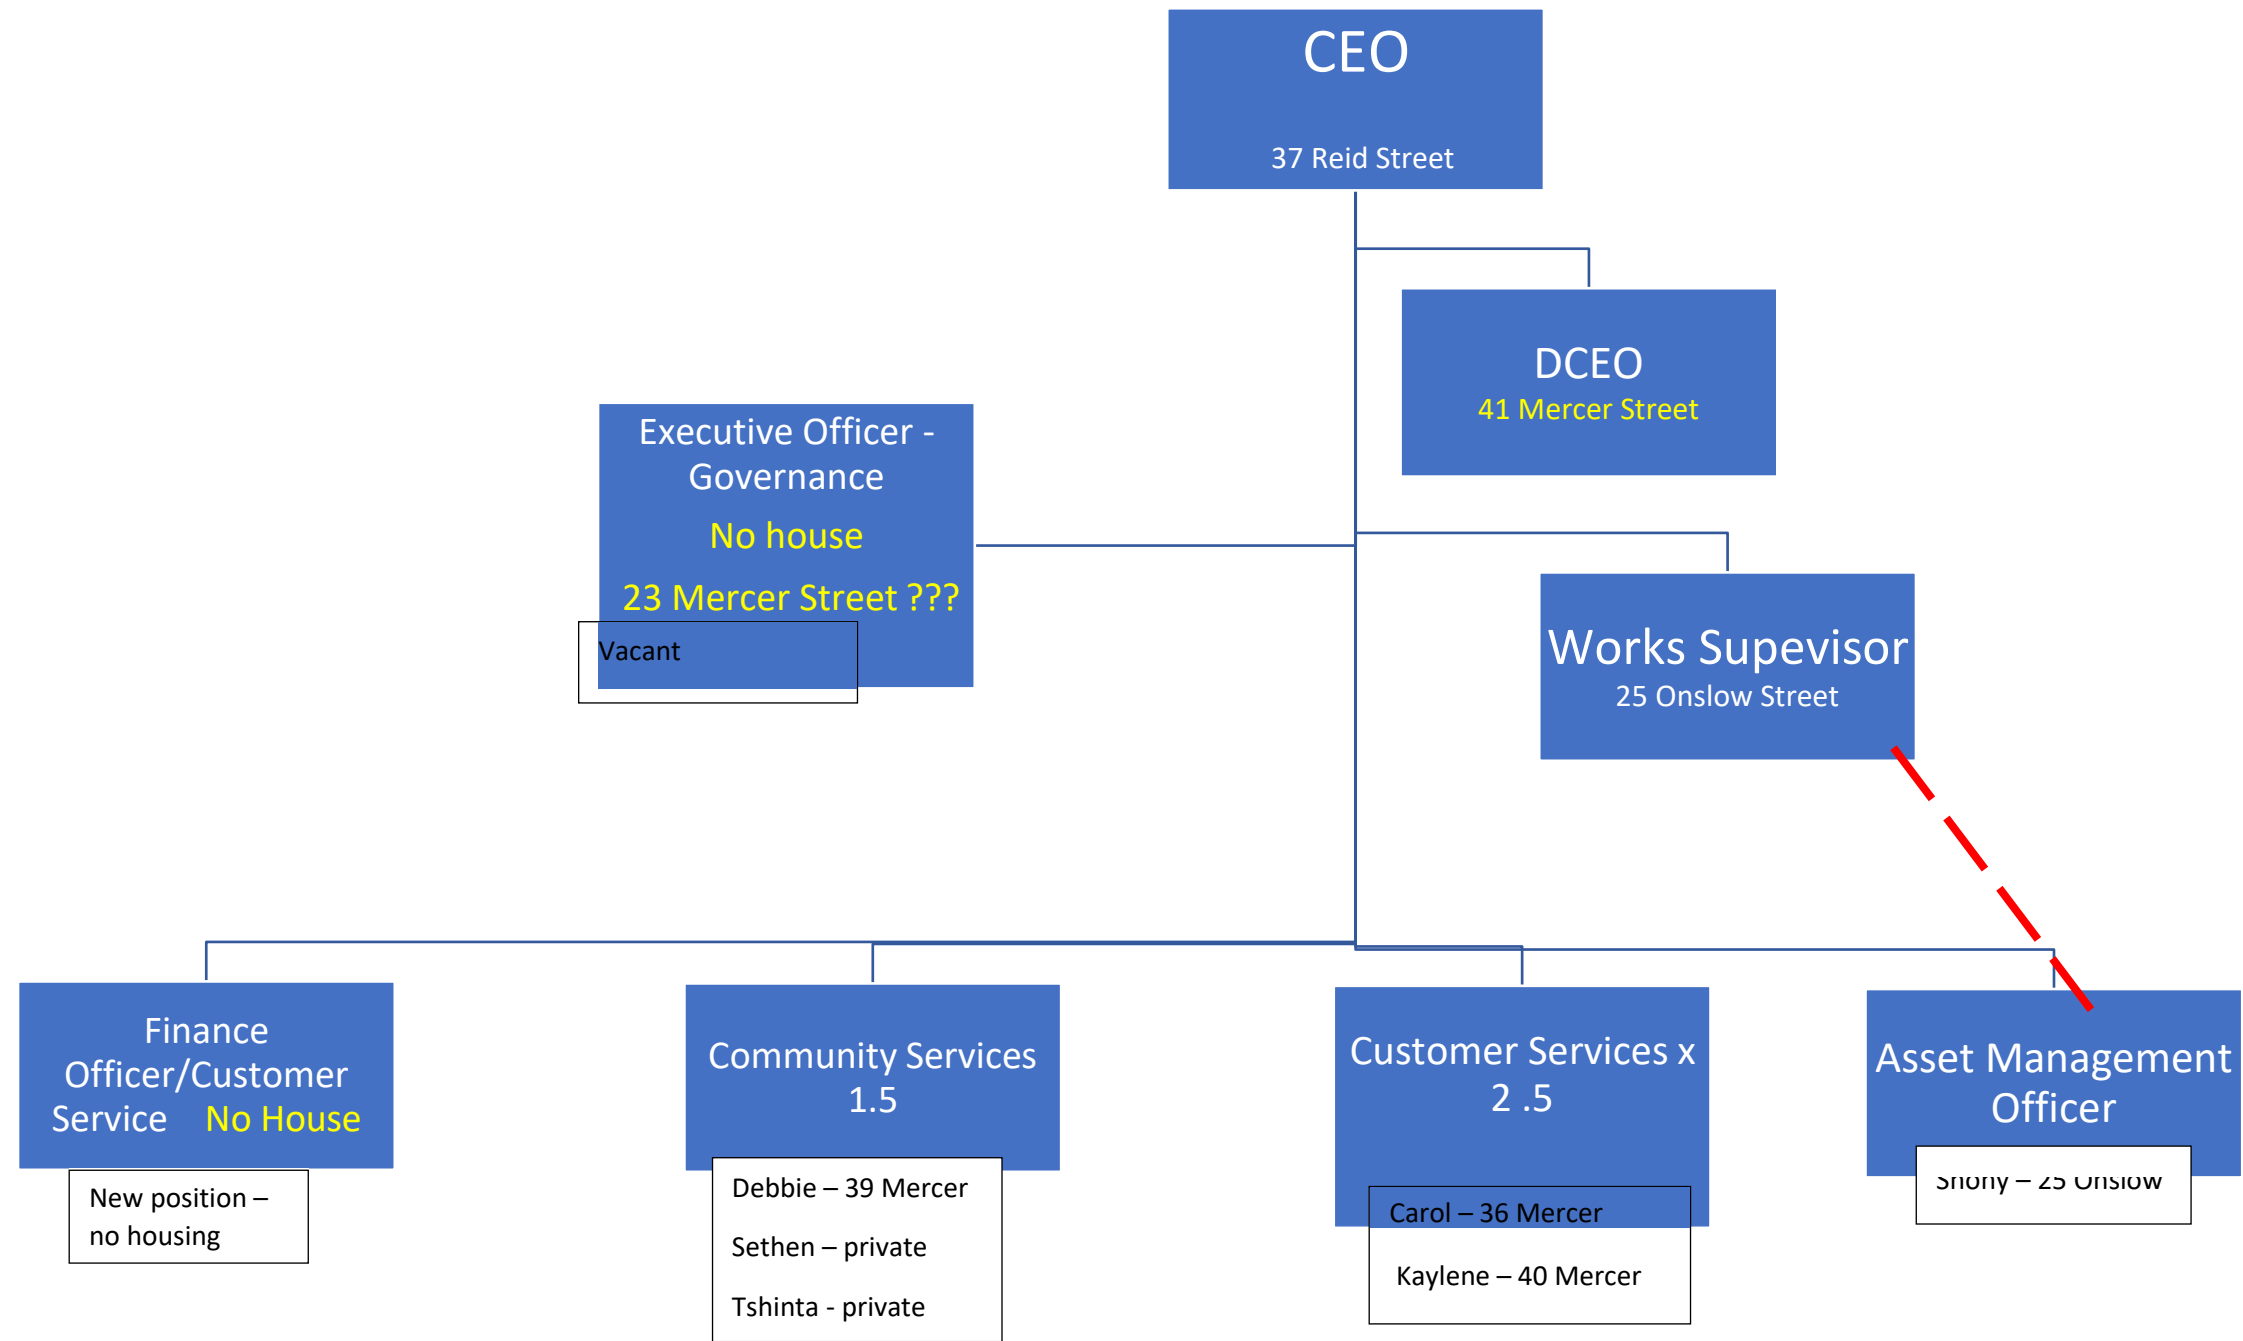 CEO
37 Reid Street
DCEO
41 Mercer Street
Executive Officer -
Governance
No house
23 Mercer Street ???
Vacant
Works Supevisor
25 Onslow Street
Finance
Officer/Customer
Service No House
New position –
no housing
Community Services
1.5
Debbie – 39 Mercer
Sethen – private
Tshinta - private
Customer Services x
2 .5
Carol – 36 Mercer
Kaylene – 40 Mercer
Asset Management
Officer
– 25 Onslow